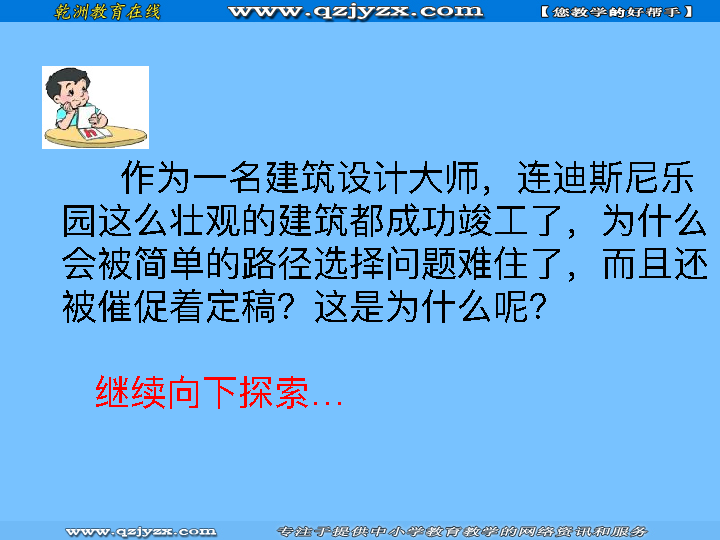 乾洲教育在线 www.qzjyzx.com 【您教学的好帮手】
作为一名建筑设计大师，连迪斯尼乐
园这么壮观的建筑都成功竣工了，为什么
会被简单的路径选择问题难住了，而且还
被催促着定稿？这是为什么呢？
继续向下探索…
www.qzjyzx.com 专注于提供中小学教育教学的网络资讯和服务